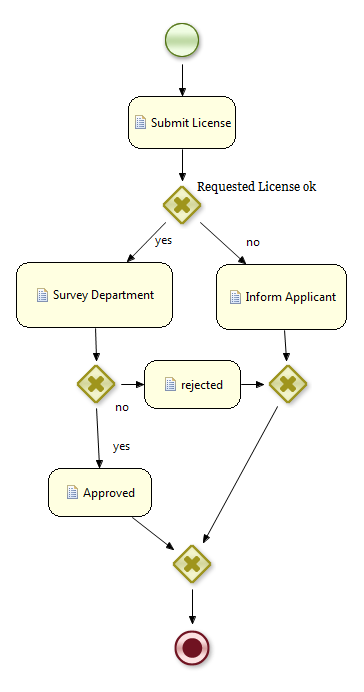 Submit License
Requested License ok
yes
no
Survey Department
Inform Applicant
rejected
no
yes
Approved